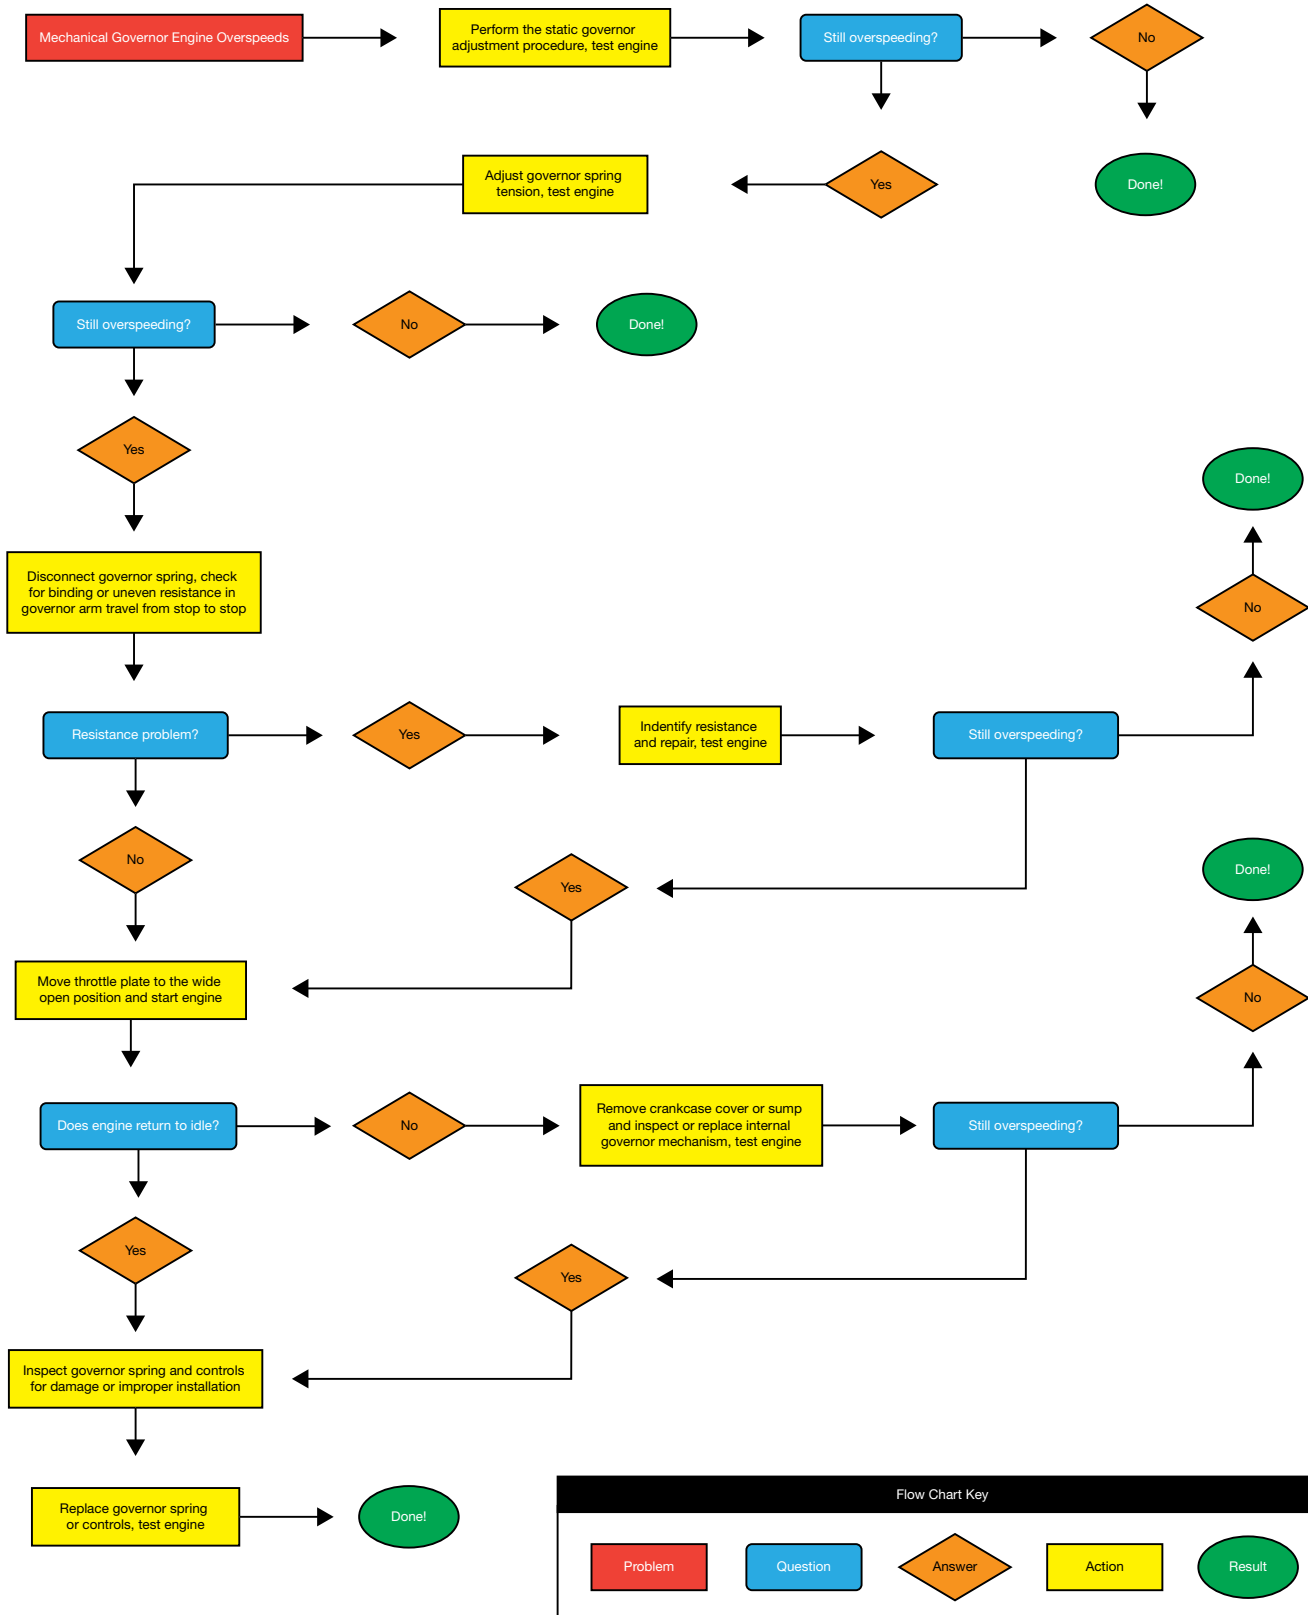 Mechanical Governor Engine Overspeeds
Perform the static governor
adjustment procedure, test engine
Still overspeeding?
No
Adjust governor spring
tension, test engine
Yes
Done!
Still overspeeding?
No
Done!
Yes
Done!
Disconnect governor spring, check
for binding or uneven resistance in
governor arm travel from stop to stop
No
Resistance problem?
Yes
Indentify resistance
and repair, test engine
Still overspeeding?
No
Yes
Done!
Move throttle plate to the wide
open position and start engine
No
Does engine return to idle?
No
Remove crankcase cover or sump
and inspect or replace internal
governor mechanism, test engine
Still overspeeding?
Yes
Yes
Inspect governor spring and controls
for damage or improper installation
Replace governor spring
or controls, test engine
Done!
Flow Chart Key
Problem
Question
Answer
Action
Result